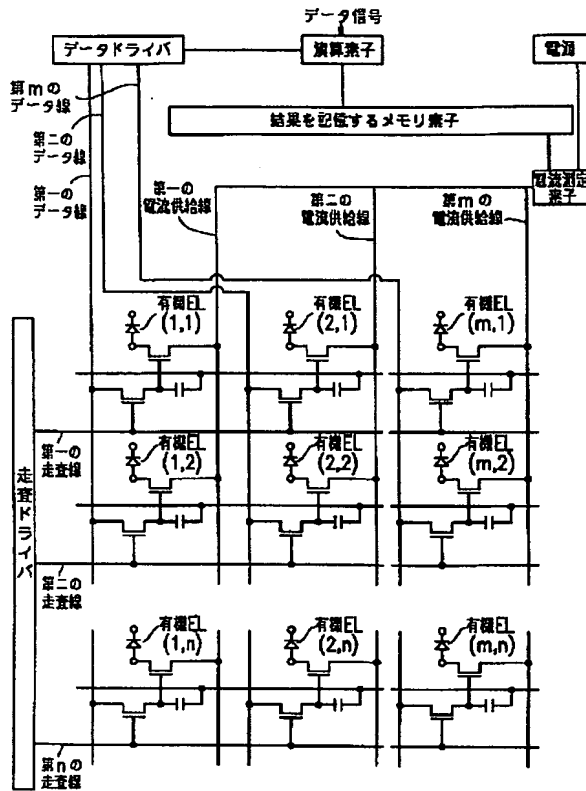 データ信号
データドライバ
演算素子
電源
第mの
データ線
結果を記憶するメモリ素子
第二の
データ線
電流測定
素子
第一の
データ線
第一の
電流供給線
第二の
電流供給線
第mの
電流供給線
有機EL
(1,1)
有機EL
(2,1)
有機EL
(m,1)
第一の
走査線
有機EL
(1,2)
有機EL
(2,2)
有機EL
(m,2)
走査ドライバ
第二の
走査線
有機EL
(1,n)
有機EL
(2,n)
有機EL
(m,n)
第nの
走査線